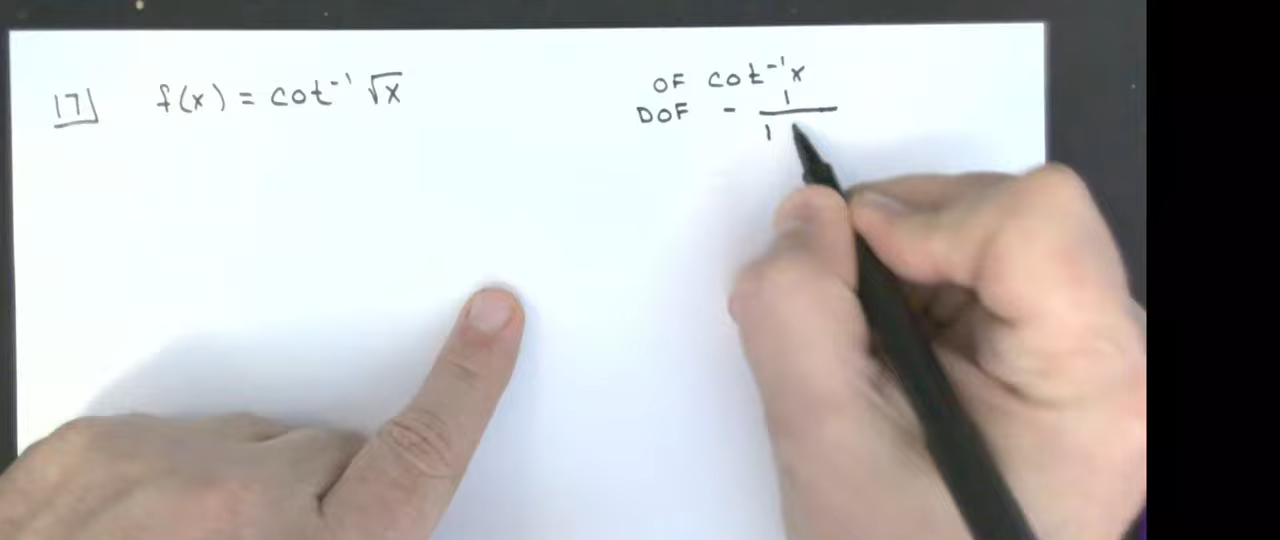 17] f(x) = cot⁻¹ √x
OF cot⁻¹x
DOF - 1/1